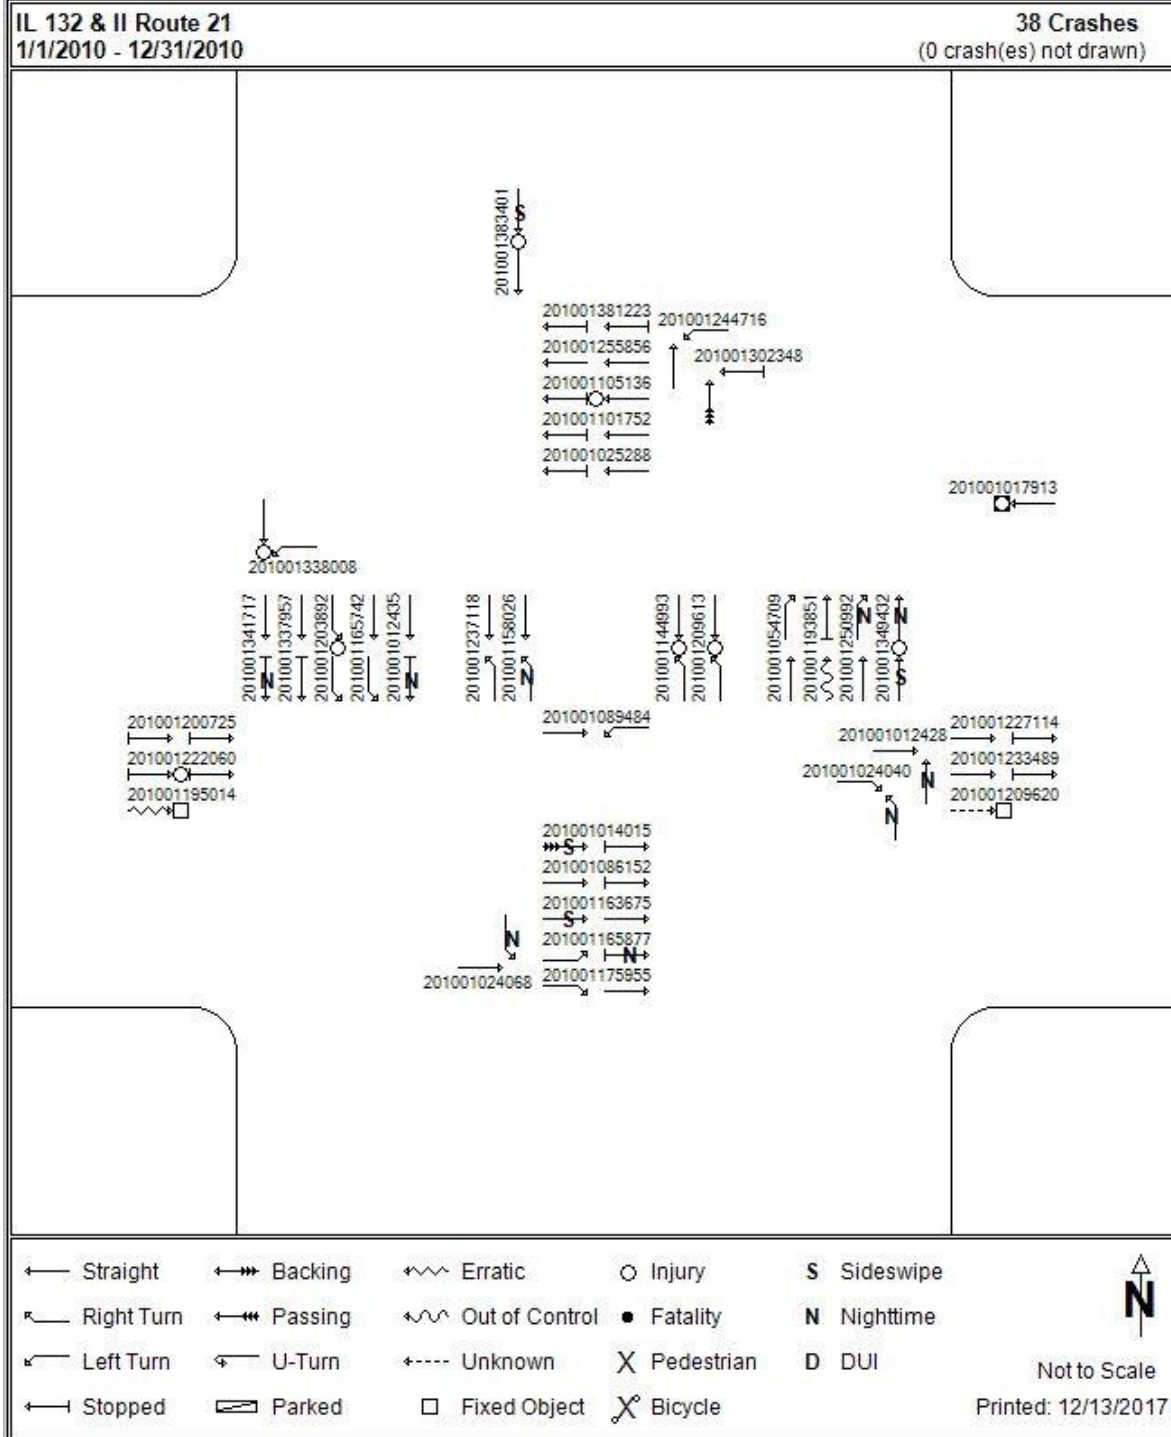 IL 132 & Il Route 21
38 Crashes
1/1/2010 - 12/31/2010
(0 crash(es) not drawn)
201001383401
S
201001381223
201001244716
201001255856
201001302348
201001105136
201001101752
201001025288
201001017913
201001338008
201001341717
N
201001337957
201001203892
201001165742
201001012435
N
201001237118
201001158026
N
201001144993
201001209613
201001054709
201001193851
201001250992
N
201001349432
N
S
201001200725
201001222060
201001195014
201001089484
201001012428
N
201001024040
N
201001227114
201001233489
201001209620
201001014015
S
201001086152
201001163675
S
201001165877
N
201001175955
N
201001024068
Straight
Backing
Erratic
Injury
S Sideswipe
Right Turn
Passing
Out of Control
Fatality
N Nighttime
Left Turn
U-Turn
Unknown
Pedestrian
D DUI
Stopped
Parked
Fixed Object
Bicycle
N
Not to Scale
Printed: 12/13/2017